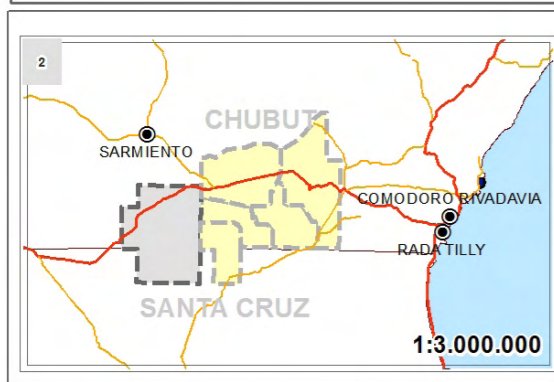 2
CHUBUT
SARMIENTO
COMODORO RIVADAVIA
RADA TILLY
SANTA CRUZ
1:3.000.000